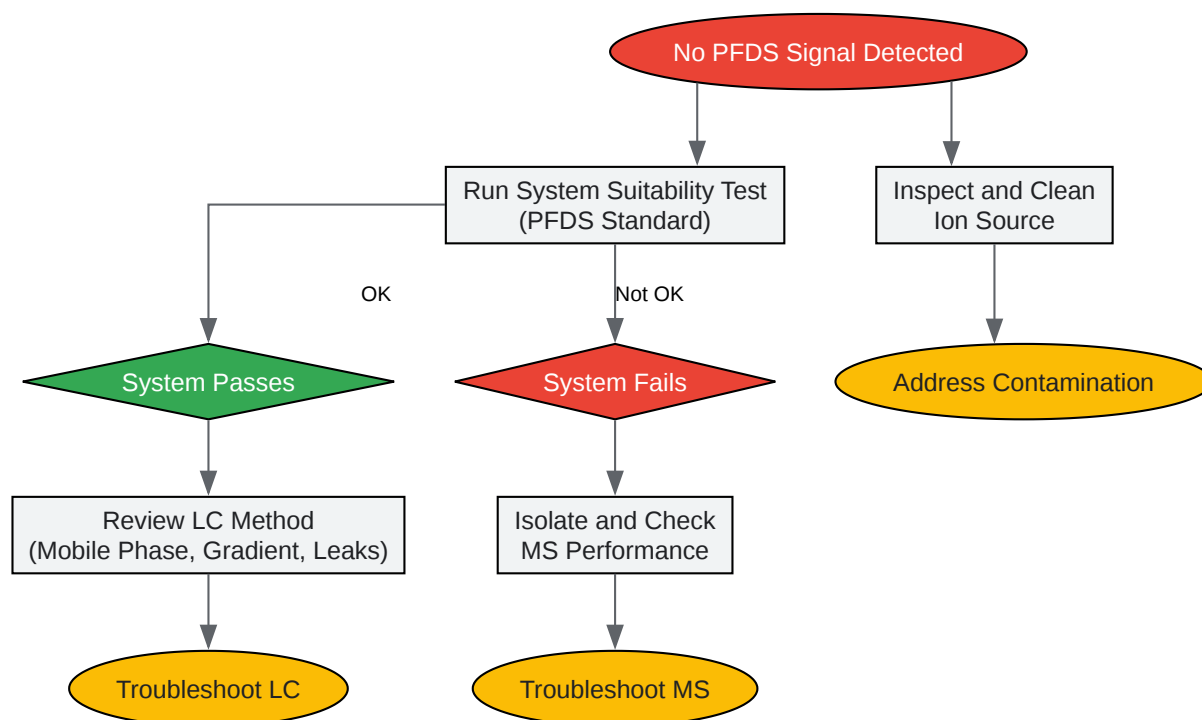 No PFDS Signal Detected
Run System Suitability Test
(PFDS Standard)
Inspect and Clean
Ion Source
OK
Not OK
System Passes
System Fails
Address Contamination
Review LC Method
(Mobile Phase, Gradient, Leaks)
Isolate and Check
MS Performance
Troubleshoot LC
Troubleshoot MS